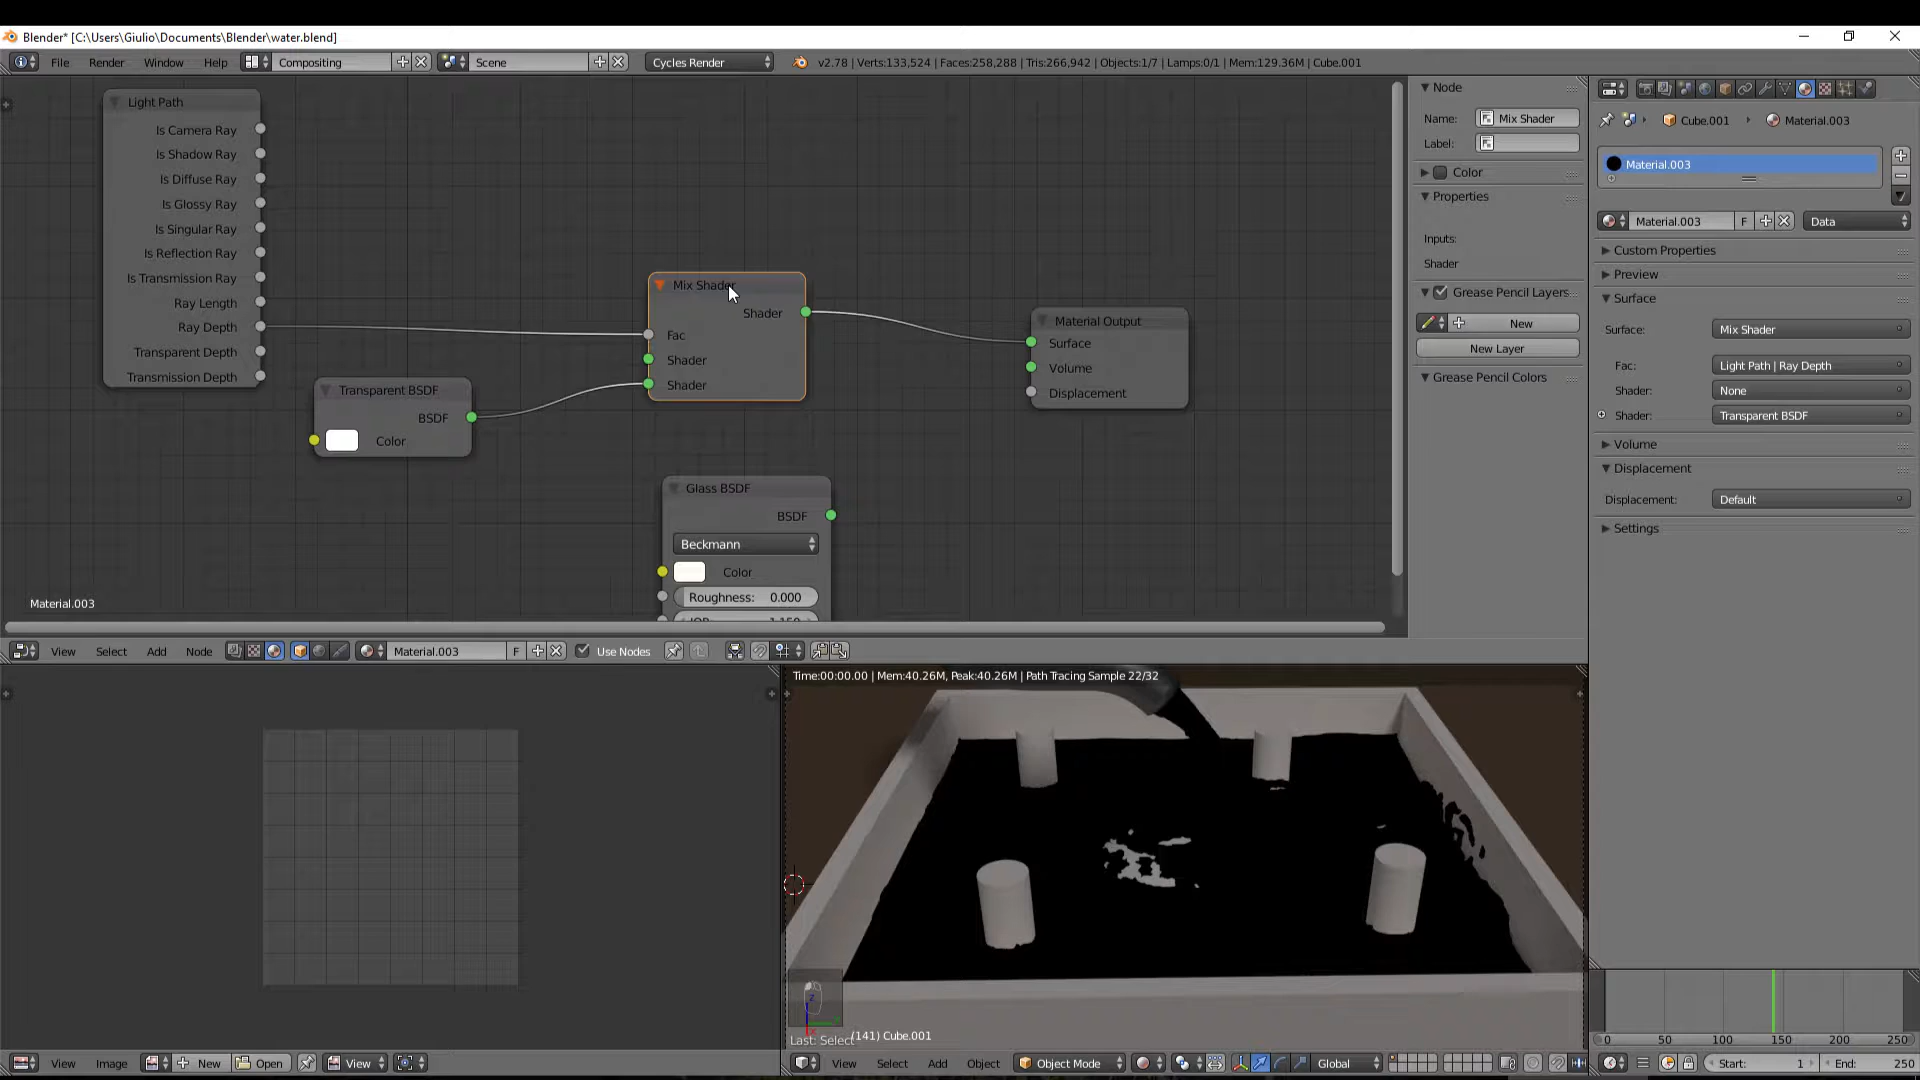 Blender* [C:\Users\Giulio\Documents\Blender\water.blend]
File Render Window Help Compositing Scene Cycles Render v2.78 | Verts:133,524 | Faces:258,288 | Tris:266,942 | Objects:1/7 | Lamps:0/1 | Mem:129.36M | Cube.001
Light Path
Is Camera Ray
Is Shadow Ray
Is Diffuse Ray
Is Glossy Ray
Is Singular Ray
Is Reflection Ray
Is Transmission Ray
Ray Length
Ray Depth
Transparent Depth
Transmission Depth
Transparent BSDF
BSDF
Color
Mix Shader
Shader
Fac
Shader
Shader
Glass BSDF
BSDF
Beckmann
Color
Roughness: 0.000
Material Output
Surface
Volume
Displacement
Material.003
Node
Name: Mix Shader
Label:
Color
Properties
Inputs:
Shader
Grease Pencil Layers
New
New Layer
Grease Pencil Colors
Cube.001 Material.003
Material.003
Material.003 F Data
Custom Properties
Preview
Surface
Surface: Mix Shader
Fac: Light Path | Ray Depth
Shader: None
Shader: Transparent BSDF
Volume
Displacement
Displacement: Default
Settings
View Select Add Node Material.003 F Use Nodes
Time:00:00.00 | Mem:40.26M, Peak:40.26M | Path Tracing Sample 22/32
Last: Select
(141) Cube.001
0 50 100 150 200 250
View Image New Open View
View Select Add Object Object Mode Global
Start: 1 End: 250